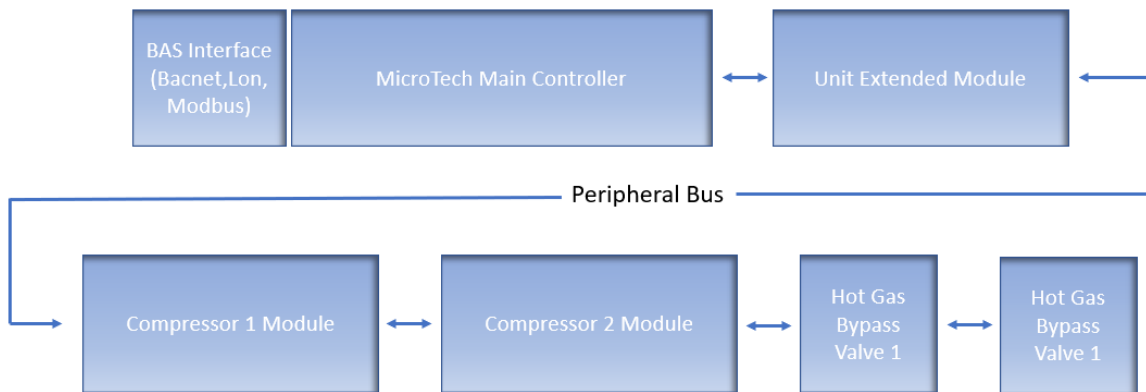 BAS Interface
(Bacnet,Lon,
Modbus)
MicroTech Main Controller
Unit Extended Module
Peripheral Bus
Compressor 1 Module
Compressor 2 Module
Hot Gas
Bypass
Valve 1
Hot Gas
Bypass
Valve 1